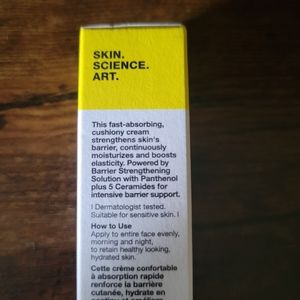 SKIN.
SCIENCE.
ART.
This fast-absorbing,
cushiony cream
strengthens skin's
barrier, continuously
moisturizes and boosts
elasticity. Powered by
Barrier Strengthening
Solution with Panthenol
plus 5 Ceramides for
intensive barrier support.
| Dermatologist tested.
Suitable for sensitive skin. |
How to Use
Apply to entire face evenly,
morning and night,
to retain healthy looking,
hydrated skin.
Cette crème confortable
à absorption rapide
renforce la barrière
cutanée, hydrate en